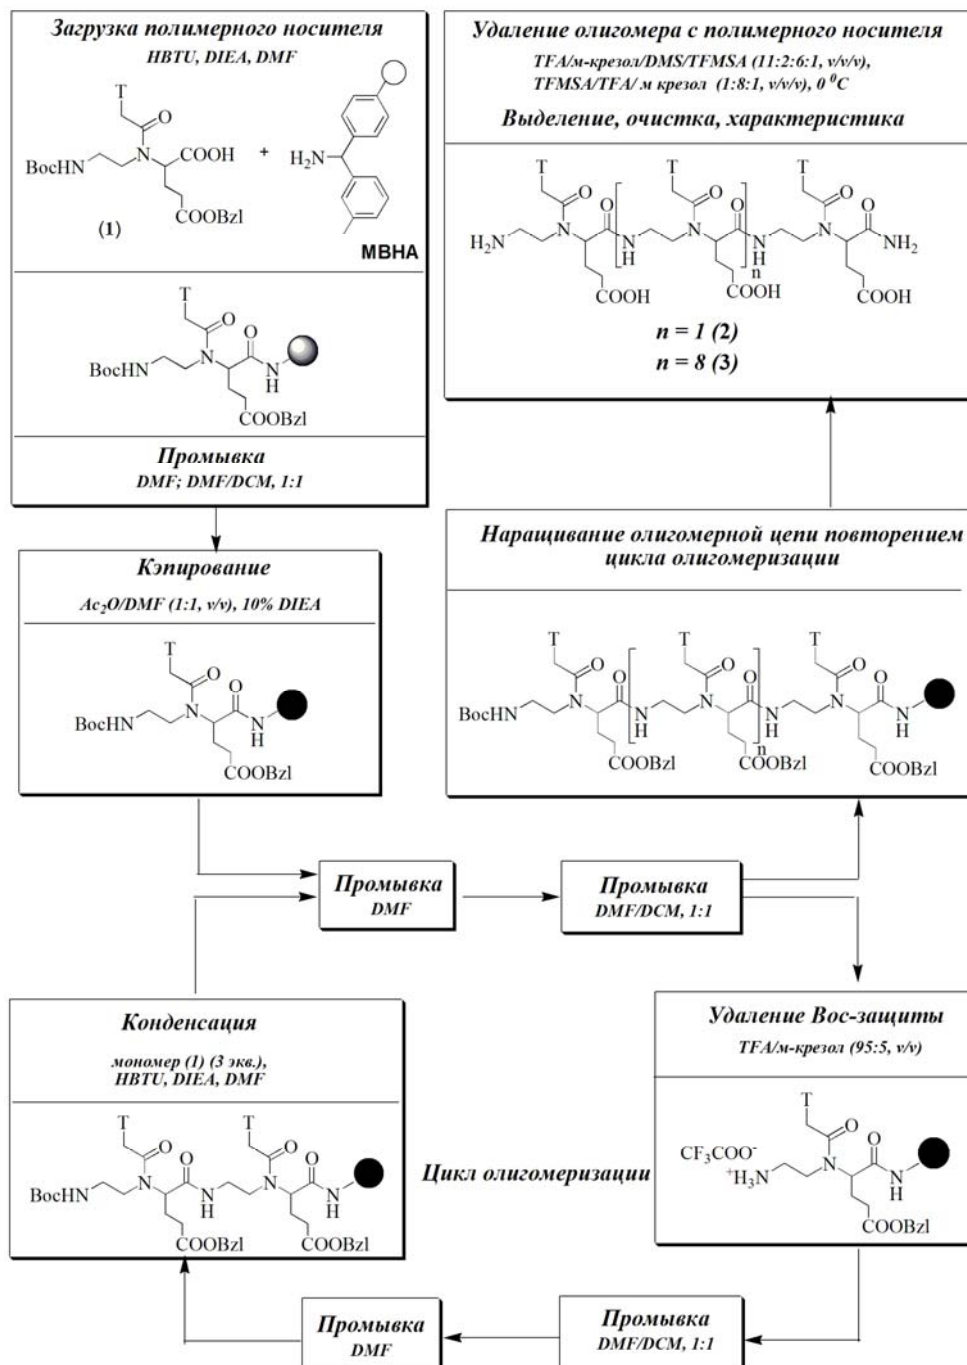 Загрузка полимерного носителя
HBTU, DIEA, DMF
T
O
BocHN
N
COOH
+
H₂N
COOBzl
(1)
MBHA
T
O
O
BocHN
N
N
H
COOBzl
Промывка
DMF; DMF/DCM, 1:1
Кэпирование
Ac₂O/DMF (1:1, v/v), 10% DIEA
T
O
O
BocHN
N
N
H
COOBzl
Удаление олигомера с полимерного носителя
TFA/м-крезол/DMS/TFMSA (11:2:6:1, v/v/v),
TFMSA/TFA/ м крезол (1:8:1, v/v/v), 0 ⁰C
Выделение, очистка, характеристика
T T T
O O O O O O
H₂N N N H N N H N NH₂
n
COOH COOH COOH
n = 1 (2)
n = 8 (3)
Наращивание олигомерной цепи повторением
цикла олигомеризации
T T T
O O O O O O
BocHN N N H N N H N N H
n
COOBzl COOBzl COOBzl
Промывка
DMF
Промывка
DMF/DCM, 1:1
Конденсация
мономер (1) (3 экв.),
HBTU, DIEA, DMF
T T
O O O O
BocHN N N H N N H
COOBzl COOBzl
Цикл олигомеризации
Удаление Вос-защиты
TFA/м-крезол (95:5, v/v)
T
O
O
CF₃COO⁻
⁺H₃N
N
N
H
COOBzl
Промывка
DMF
Промывка
DMF/DCM, 1:1